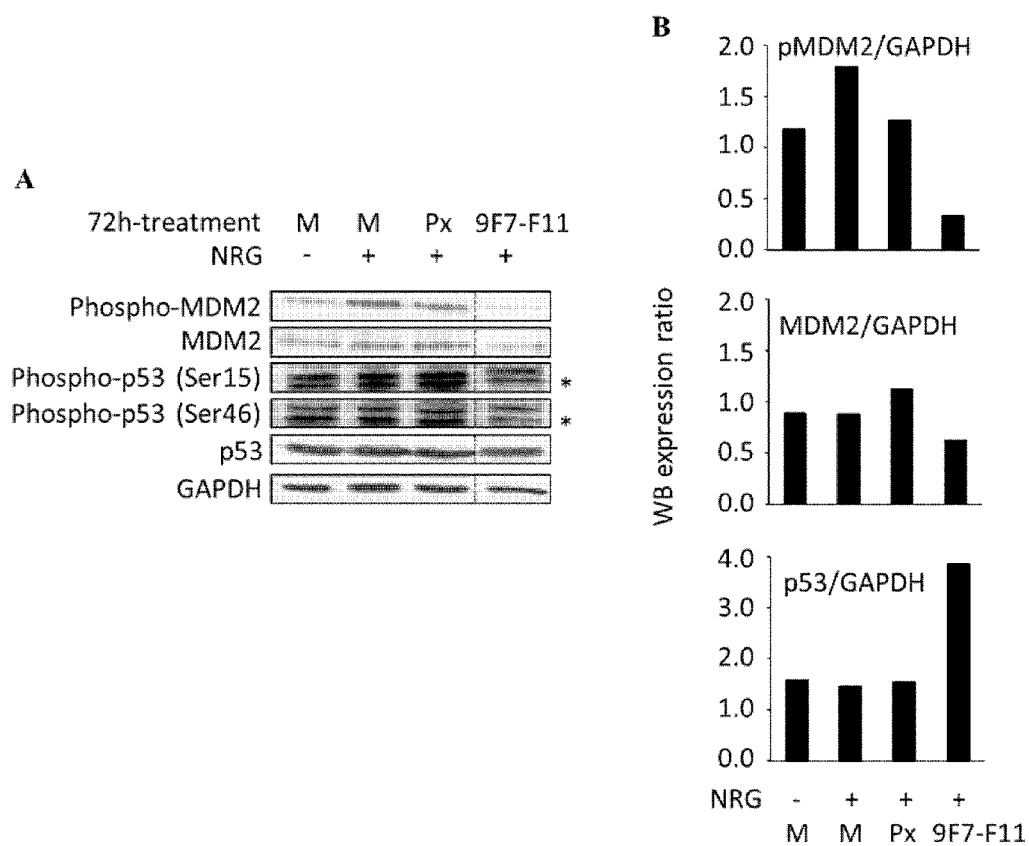 A
72h-treatment M M Px 9F7-F11
NRG - + + +
Phospho-MDM2
MDM2
Phospho-p53 (Ser15) *
Phospho-p53 (Ser46) *
p53
GAPDH
B
WB expression ratio
pMDM2/GAPDH
2.0
1.5
1.0
0.5
0.0
MDM2/GAPDH
2.0
1.5
1.0
0.5
0.0
p53/GAPDH
4.0
3.0
2.0
1.0
0.0
NRG - + + +
M M Px 9F7-F11